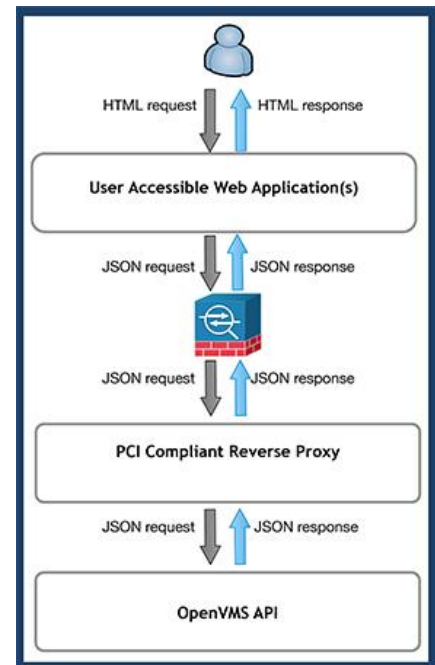 HTML request HTML response
User Accessible Web Application(s)
JSON request JSON response
JSON request JSON response
PCI Compliant Reverse Proxy
JSON request JSON response
OpenVMS API